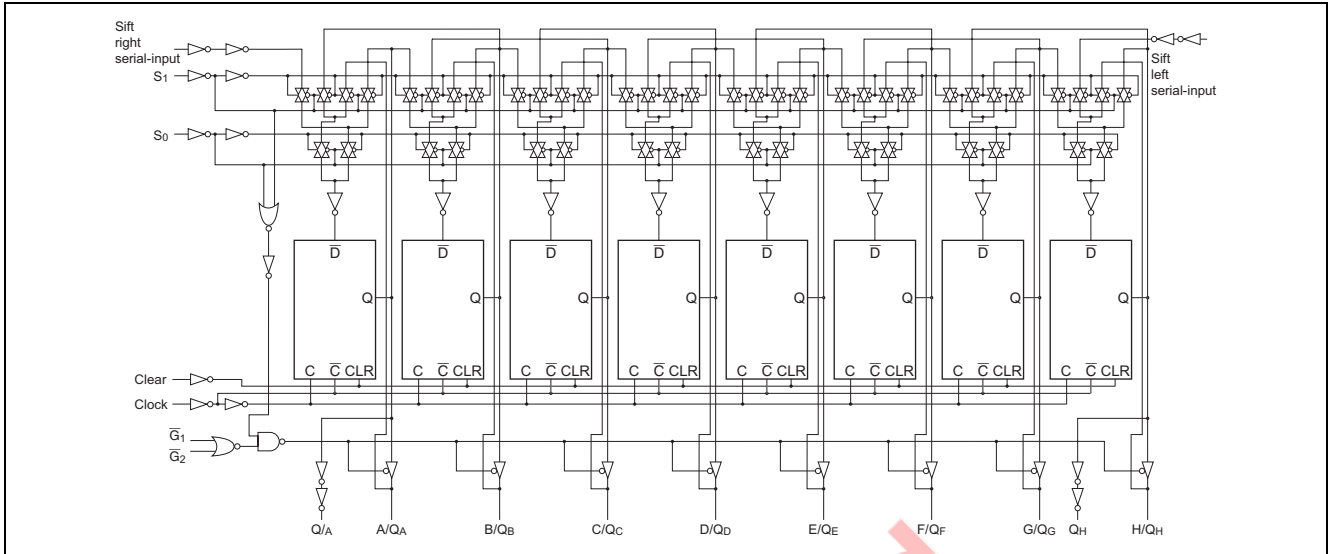 Sift
right
serial-input
S1
S0
Sift
left
serial-input
D D D D D D D D
Q Q Q Q Q Q Q Q
C C CLR C C CLR C C CLR C C CLR C C CLR C C CLR C C CLR C C CLR
Clear
Clock
G1
G2
Q/A A/QA B/QB C/QC D/QD E/QE F/QF G/QG QH H/QH